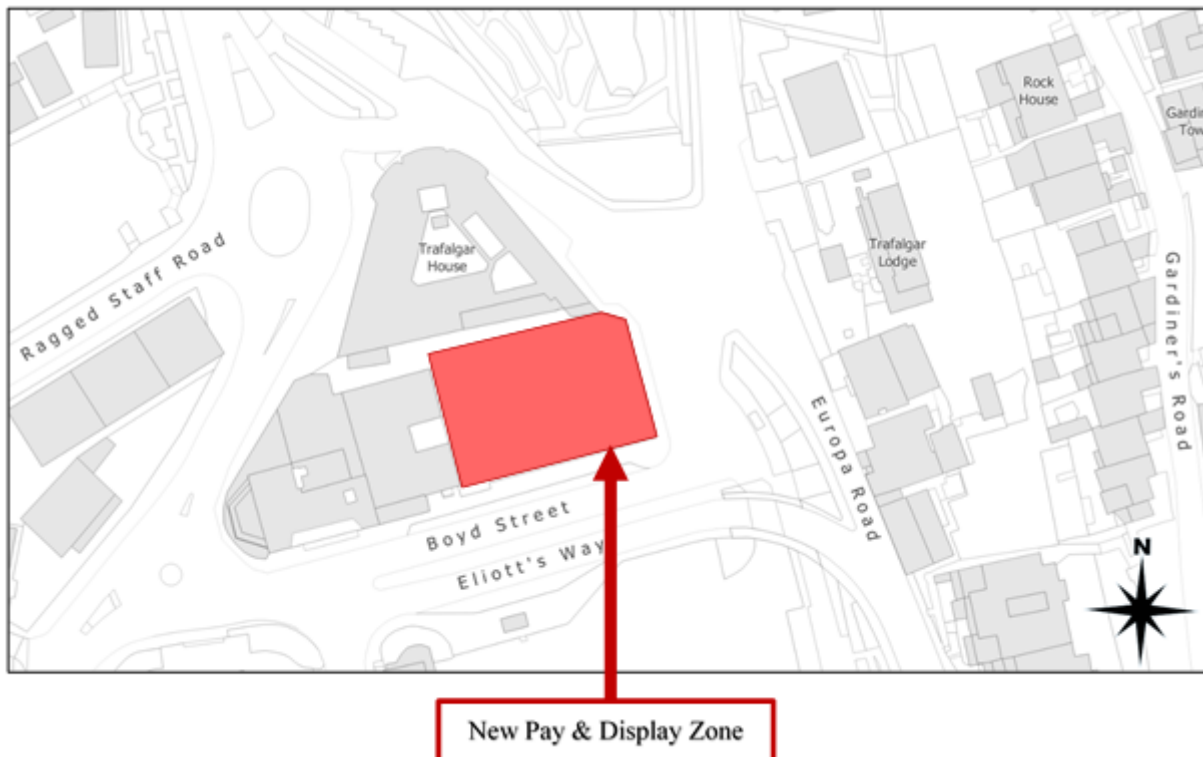 Rock
House
Gardin
Tow
Trafalgar
House
Trafalgar
Lodge
Ragged Staff Road
Gardiner's Road
Europa Road
Boyd Street
Eliott's Way
N
New Pay & Display Zone